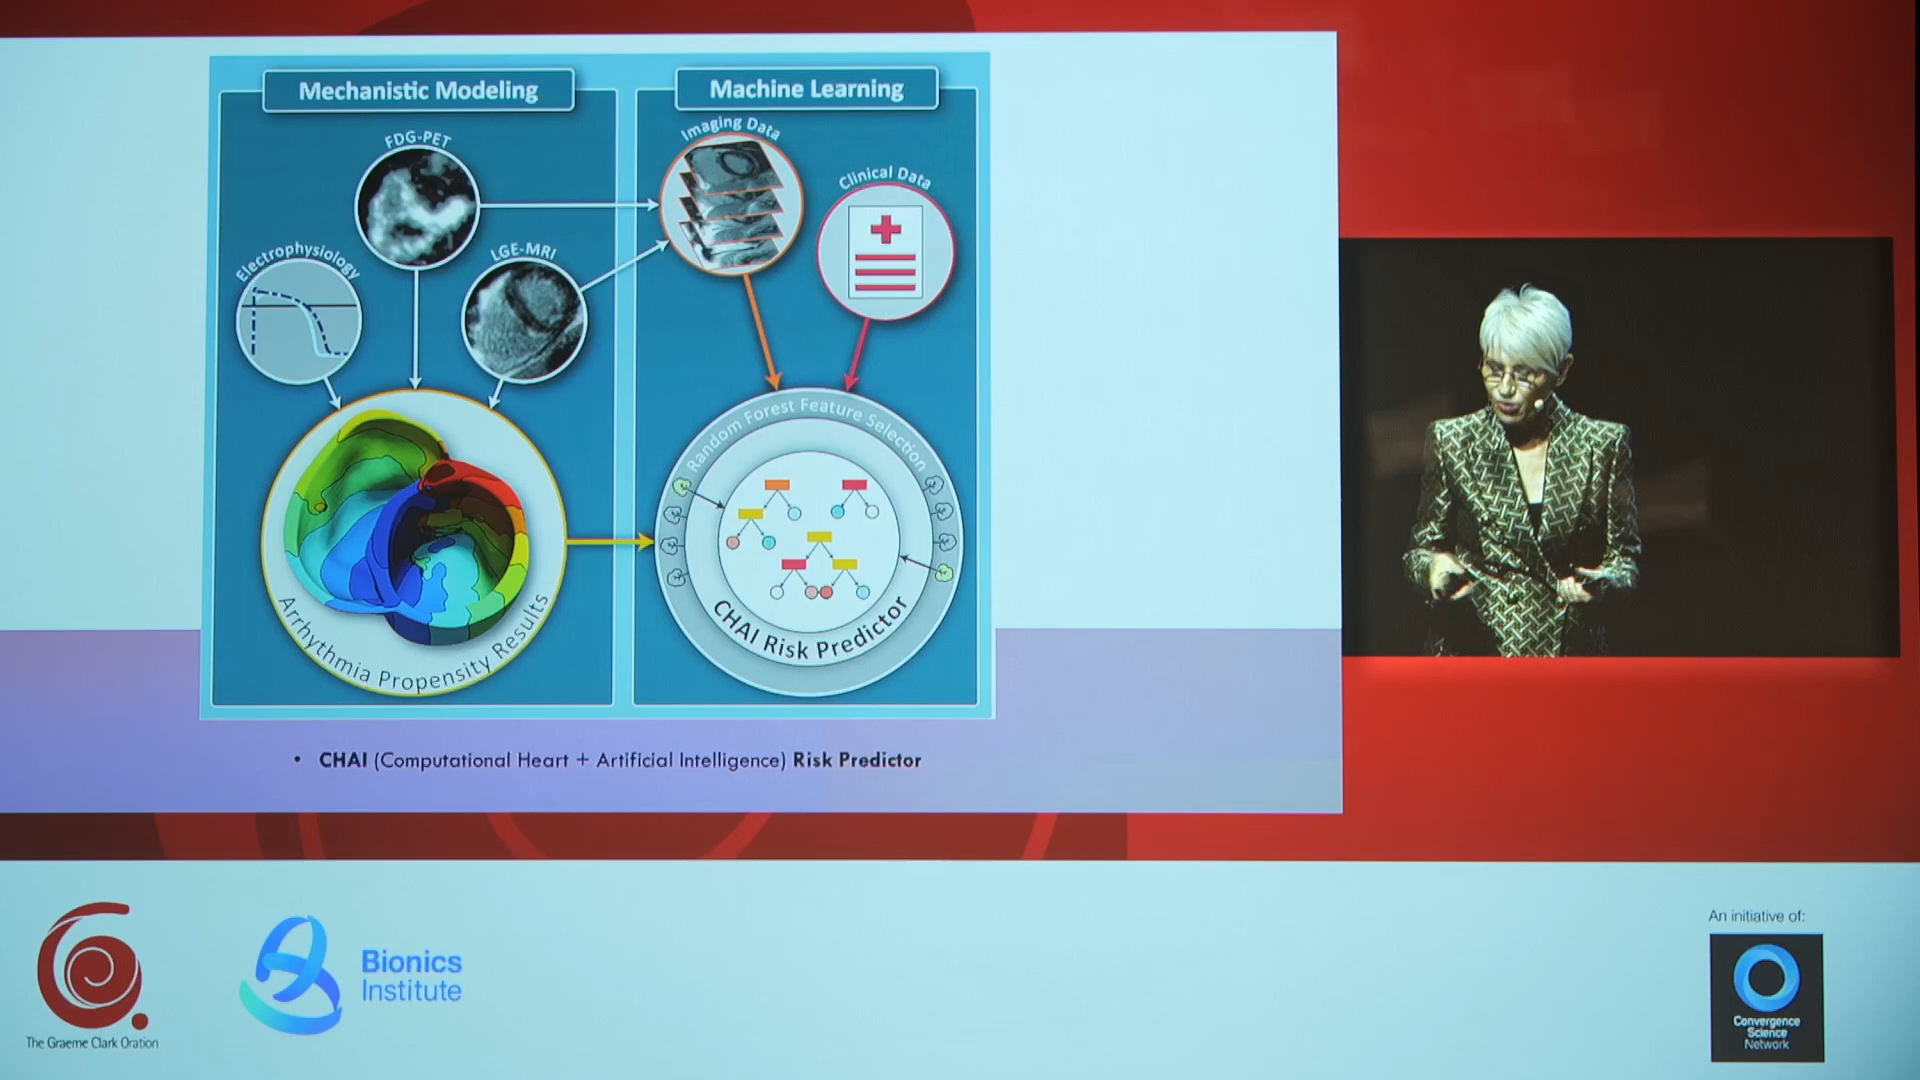 Mechanistic Modeling
Machine Learning
FDG-PET
Imaging Data
Clinical Data
Electrophysiology
LGE-MRI
Random Forest Feature Selection
CHAI Risk Predictor
Arrhythmia Propensity Results
• CHAI (Computational Heart + Artificial Intelligence) Risk Predictor
The Graeme Clark Oration
Bionics
Institute
An initiative of:
Convergence
Science
Network